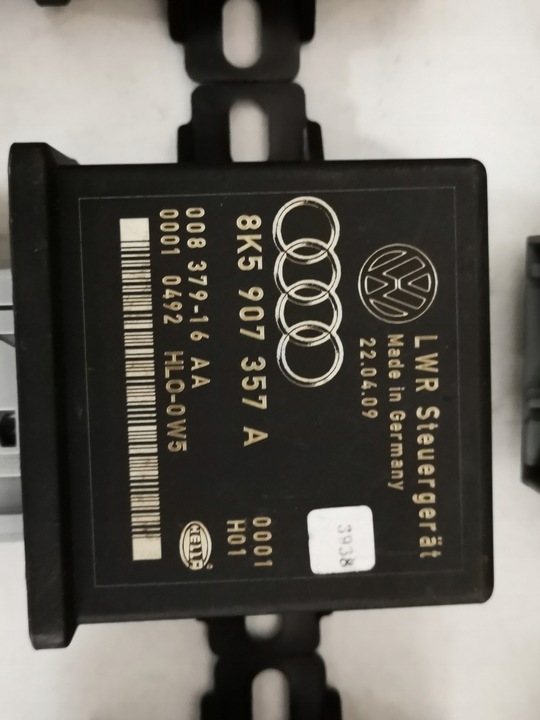 LWR Steuergerät
Made in Germany
22.04.09
3938
8K5 907 357 A
0001
H01
008 379-16 AA
0001 0492 HLO-0W5
HELLA